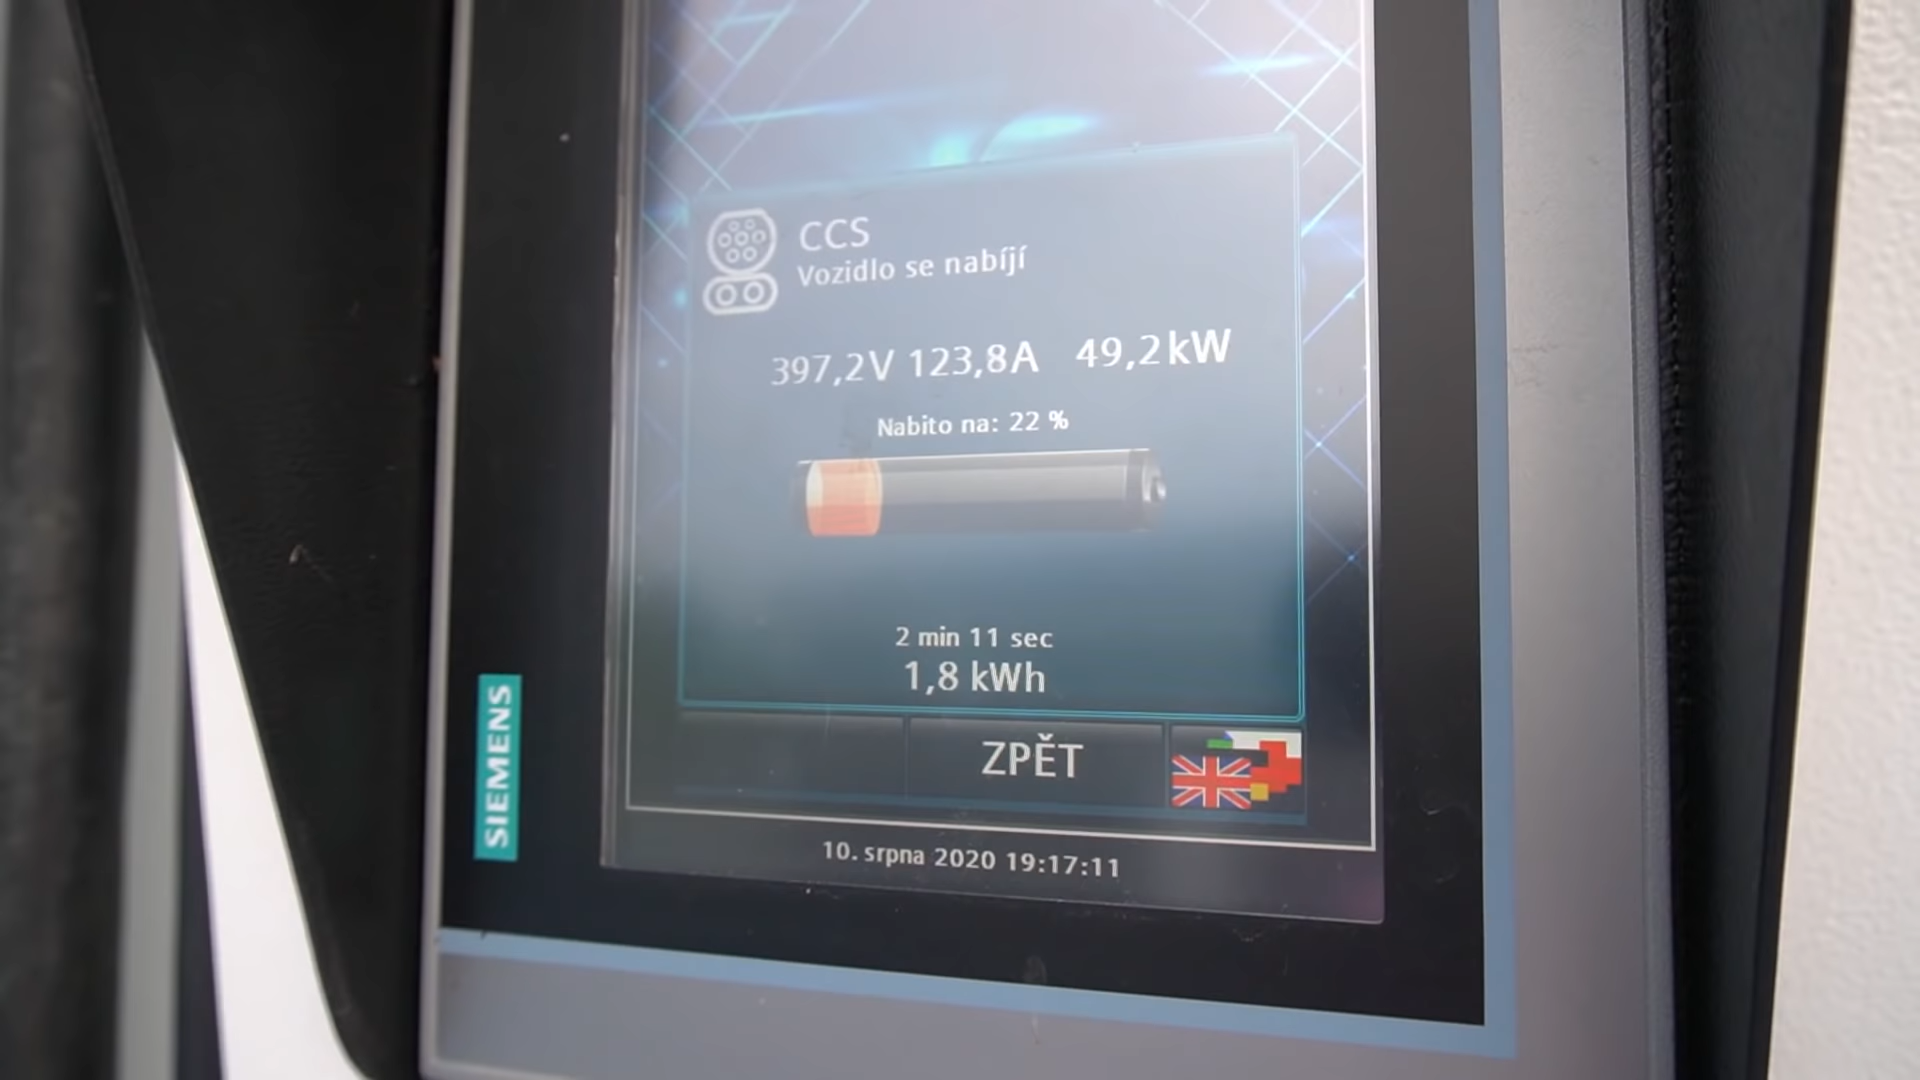 CCS
Vozidlo se nabíjí
397,2V 123,8A 49,2kW
Nabito na: 22 %
2 min 11 sec
1,8 kWh
ZPĚT
SIEMENS
10. srpna 2020 19:17:11